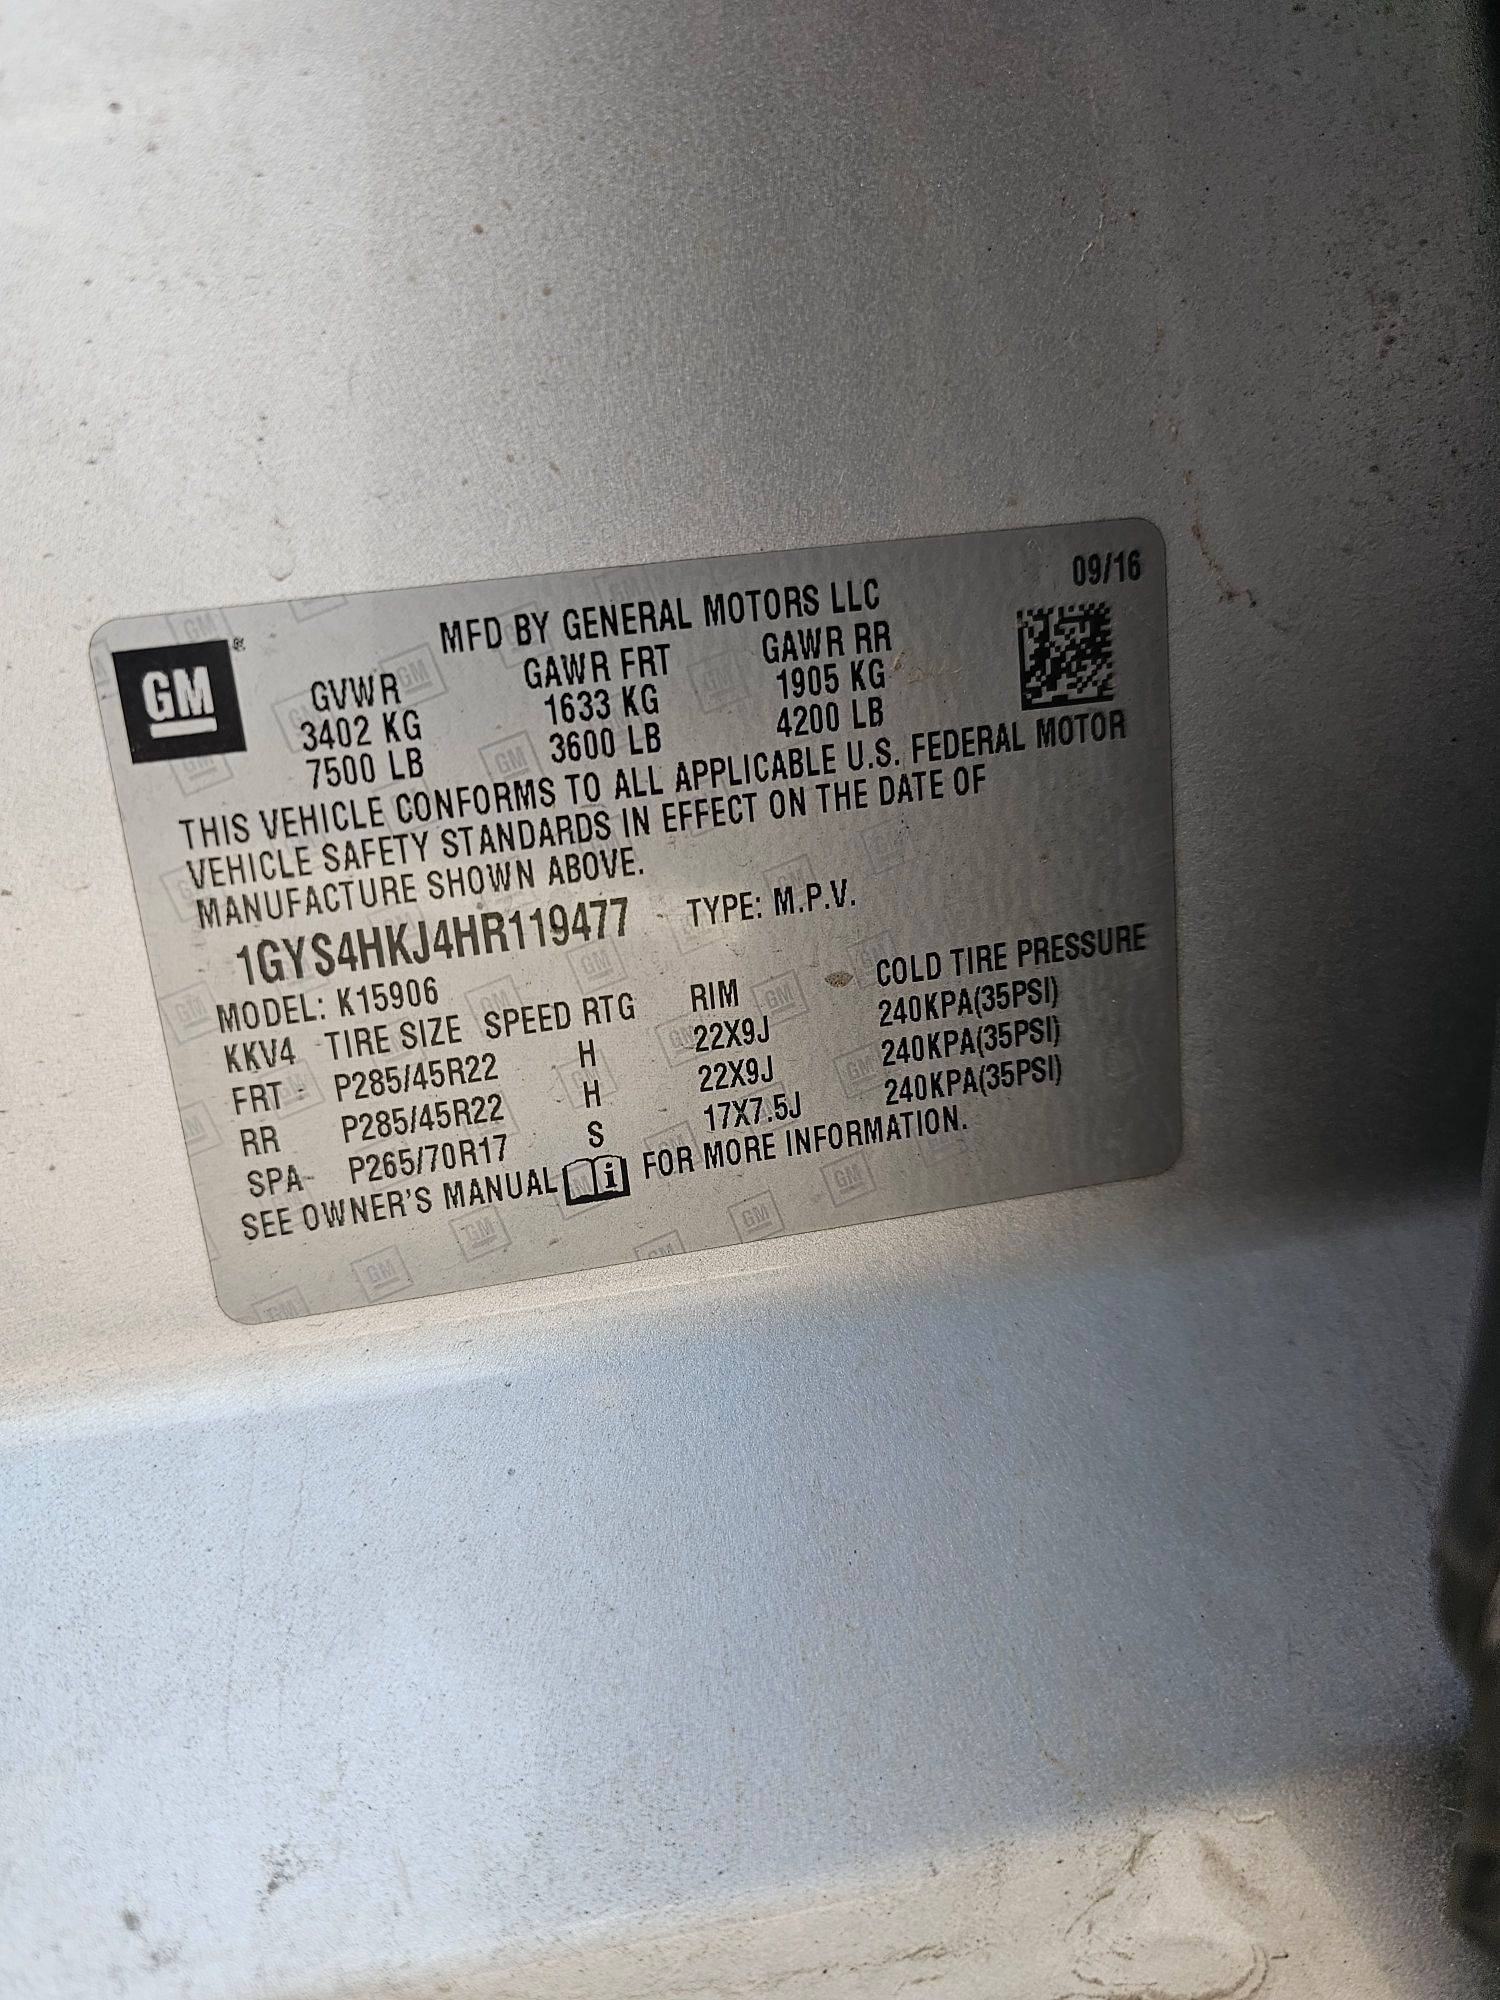 09/16
GM
MFD BY GENERAL MOTORS LLC
GVWR GAWR FRT GAWR RR
3402 KG 1633 KG 1905 KG
7500 LB 3600 LB 4200 LB
THIS VEHICLE CONFORMS TO ALL APPLICABLE U.S. FEDERAL MOTOR
VEHICLE SAFETY STANDARDS IN EFFECT ON THE DATE OF
MANUFACTURE SHOWN ABOVE.
1GYS4HKJ4HR119477 TYPE: M.P.V.
MODEL: K15906
KKV4 TIRE SIZE SPEED RTG RIM COLD TIRE PRESSURE
FRT P285/45R22 H 22X9J 240KPA(35PSI)
RR P285/45R22 H 22X9J 240KPA(35PSI)
SPA P265/70R17 S 17X7.5J 240KPA(35PSI)
SEE OWNER'S MANUAL i FOR MORE INFORMATION.